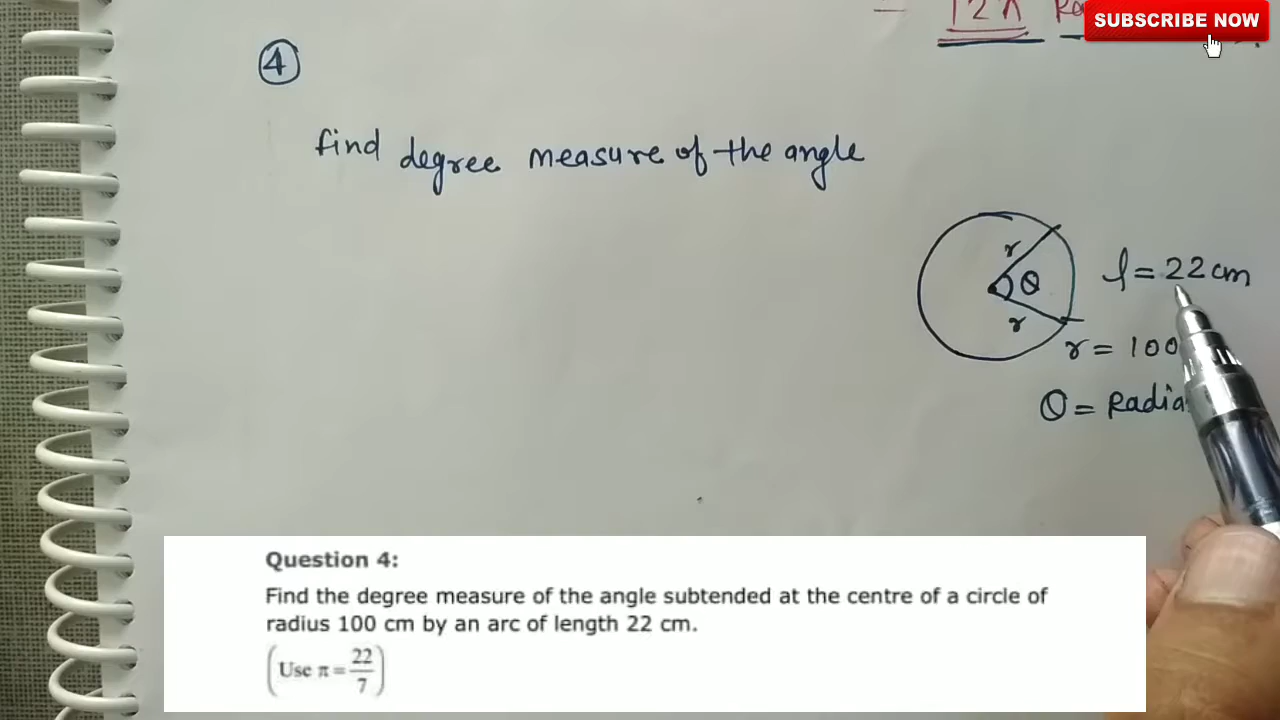 12π
SUBSCRIBE NOW
4
find degree measure of the angle
r
θ
l = 22 cm
r
r = 100
θ = Radia
Question 4:
Find the degree measure of the angle subtended at the centre of a circle of
radius 100 cm by an arc of length 22 cm.
(Use π = 22/7)